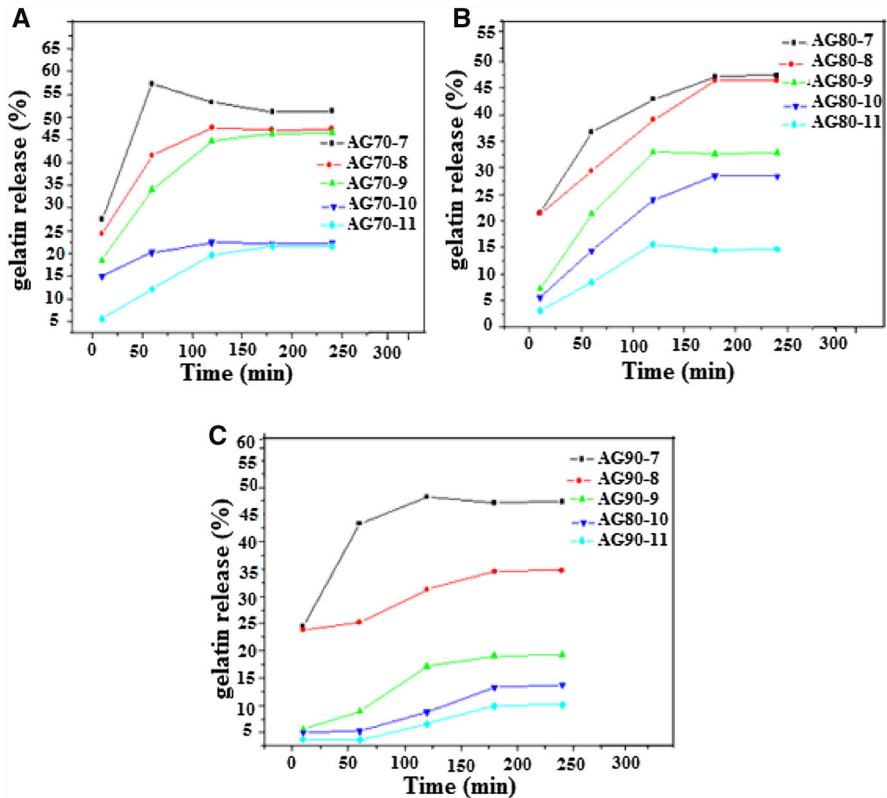 A
gelatin release (%)
65
60
55
50
45
40
35
30
25
20
15
10
5
0 50 100 150 200 250 300
Time (min)
AG70-7
AG70-8
AG70-9
AG70-10
AG70-11
B
gelatin release (%)
50
45
40
35
30
25
20
15
10
5
0
0 50 100 150 200 250 300
Time (min)
AG80-7
AG80-8
AG80-9
AG80-10
AG80-11
C
gelatin release (%)
60
55
50
45
40
35
30
25
20
15
10
5
0 50 100 150 200 250 300
Time (min)
AG90-7
AG90-8
AG90-9
AG80-10
AG90-11